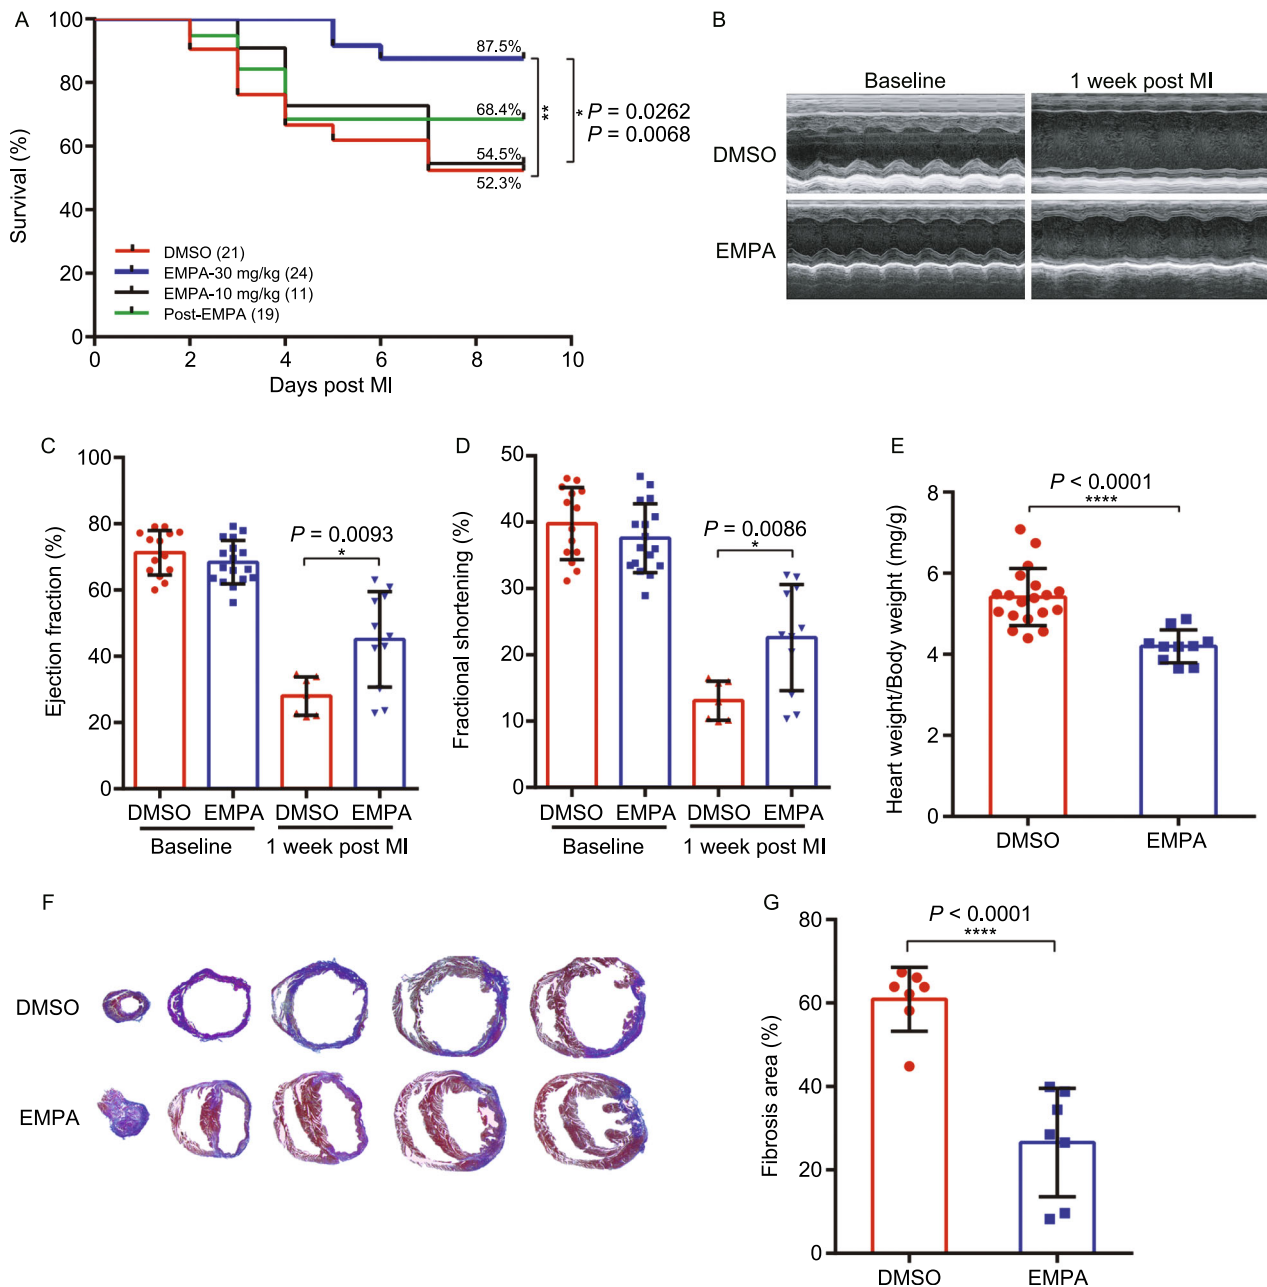 A
100
80
60
40
20
0
Survival (%)
0 2 4 6 8 10
Days post MI
87.5%
68.4%
54.5%
52.3%
**
*
P = 0.0262
P = 0.0068
DMSO (21)
EMPA-30 mg/kg (24)
EMPA-10 mg/kg (11)
Post-EMPA (19)
B
Baseline 1 week post MI
DMSO
EMPA
C
100
80
60
40
20
0
Ejection fraction (%)
P = 0.0093
*
DMSO EMPA DMSO EMPA
Baseline 1 week post MI
D
50
40
30
20
10
0
Fractional shortening (%)
P = 0.0086
*
DMSO EMPA DMSO EMPA
Baseline 1 week post MI
E
8
6
4
2
0
Heart weight/Body weight (mg/g)
P < 0.0001
****
DMSO EMPA
F
DMSO
EMPA
G
80
60
40
20
0
Fibrosis area (%)
P < 0.0001
****
DMSO EMPA